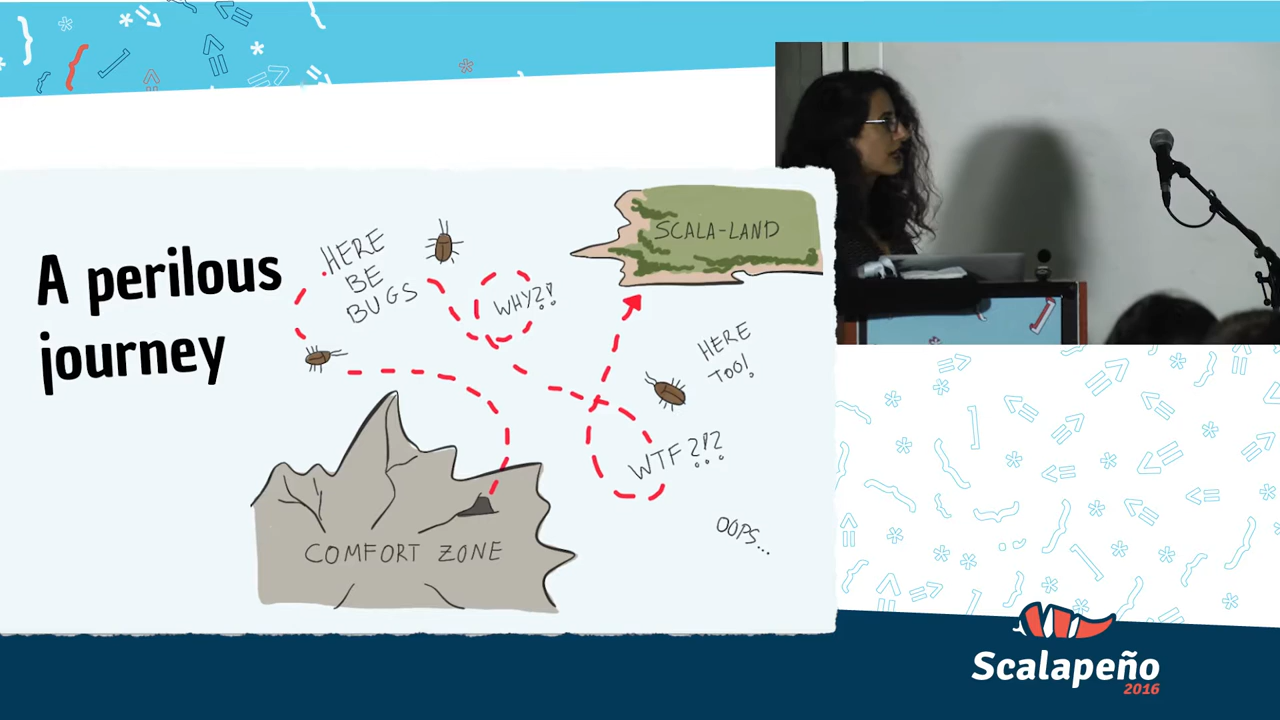 A perilous
journey
HERE
BE
BUGS
WHY?!
SCALA-LAND
HERE
TOO!
WTF?!?
OOPS...
COMFORT ZONE
Scalapeño
2016